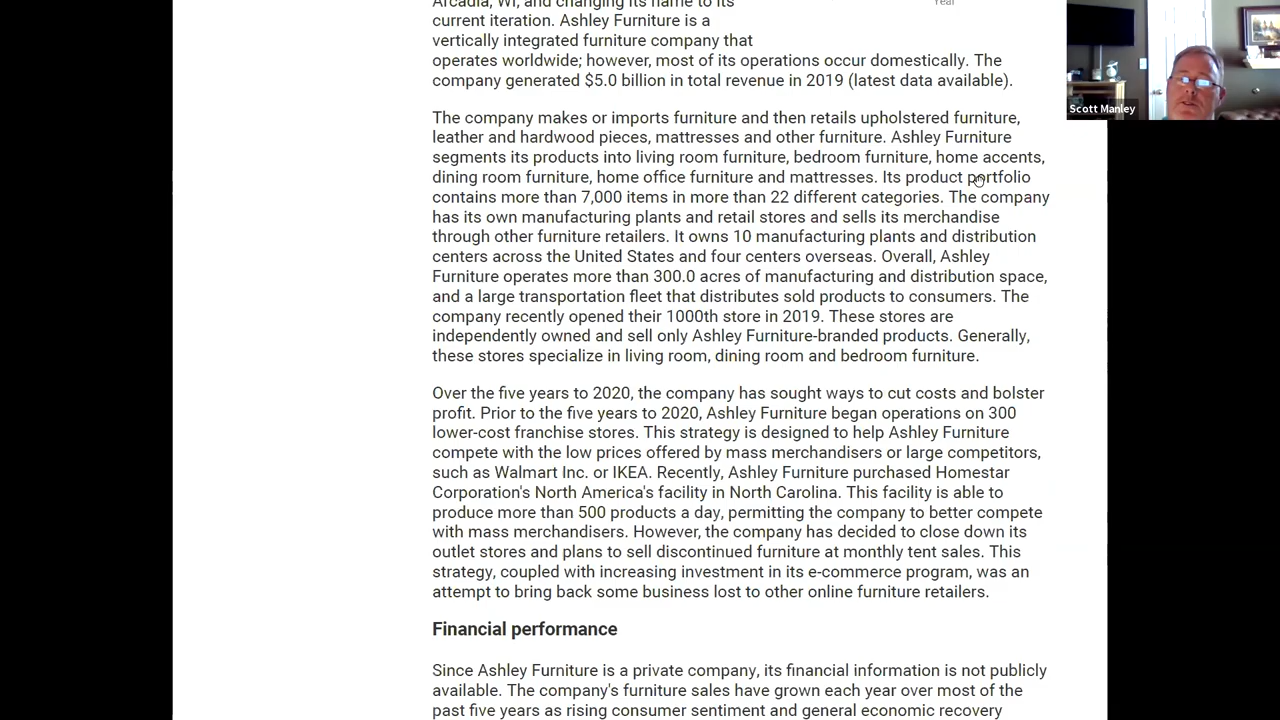 Arcadia, WI, and changing its name to its
Year
current iteration. Ashley Furniture is a
vertically integrated furniture company that
operates worldwide; however, most of its operations occur domestically. The
company generated $5.0 billion in total revenue in 2019 (latest data available).
The company makes or imports furniture and then retails upholstered furniture,
leather and hardwood pieces, mattresses and other furniture. Ashley Furniture
segments its products into living room furniture, bedroom furniture, home accents,
dining room furniture, home office furniture and mattresses. Its product portfolio
contains more than 7,000 items in more than 22 different categories. The company
has its own manufacturing plants and retail stores and sells its merchandise
through other furniture retailers. It owns 10 manufacturing plants and distribution
centers across the United States and four centers overseas. Overall, Ashley
Furniture operates more than 300.0 acres of manufacturing and distribution space,
and a large transportation fleet that distributes sold products to consumers. The
company recently opened their 1000th store in 2019. These stores are
independently owned and sell only Ashley Furniture-branded products. Generally,
these stores specialize in living room, dining room and bedroom furniture.
Over the five years to 2020, the company has sought ways to cut costs and bolster
profit. Prior to the five years to 2020, Ashley Furniture began operations on 300
lower-cost franchise stores. This strategy is designed to help Ashley Furniture
compete with the low prices offered by mass merchandisers or large competitors,
such as Walmart Inc. or IKEA. Recently, Ashley Furniture purchased Homestar
Corporation's North America's facility in North Carolina. This facility is able to
produce more than 500 products a day, permitting the company to better compete
with mass merchandisers. However, the company has decided to close down its
outlet stores and plans to sell discontinued furniture at monthly tent sales. This
strategy, coupled with increasing investment in its e-commerce program, was an
attempt to bring back some business lost to other online furniture retailers.
Financial performance
Since Ashley Furniture is a private company, its financial information is not publicly
available. The company's furniture sales have grown each year over most of the
past five years as rising consumer sentiment and general economic recovery
Scott Manley